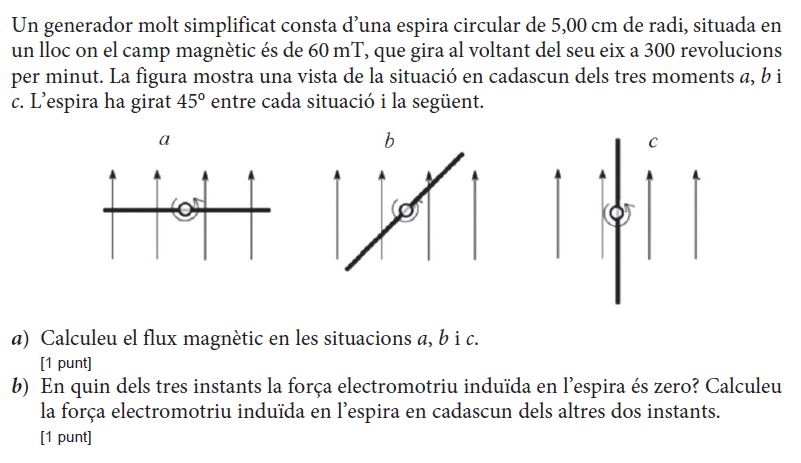 Un generador molt simplificat consta d’una espira circular de 5,00 cm de radi, situada en
un lloc on el camp magnètic és de 60 mT, que gira al voltant del seu eix a 300 revolucions
per minut. La figura mostra una vista de la situació en cadascun dels tres moments a, b i
c. L’espira ha girat 45º entre cada situació i la següent.
a
b
c
a) Calculeu el flux magnètic en les situacions a, b i c.
[1 punt]
b) En quin dels tres instants la força electromotriu induïda en l’espira és zero? Calculeu
la força electromotriu induïda en l’espira en cadascun dels altres dos instants.
[1 punt]